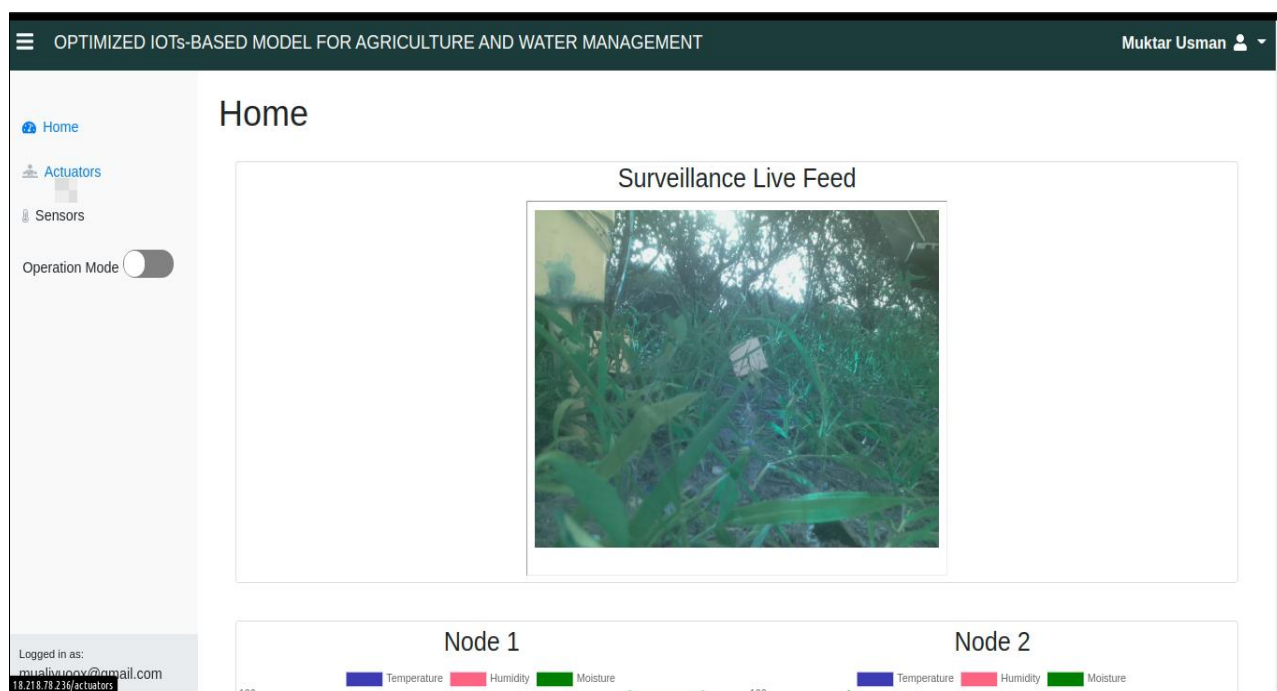 OPTIMIZED IOTs-BASED MODEL FOR AGRICULTURE AND WATER MANAGEMENT
Muktar Usman
Home
Home
Actuators
Sensors
Operation Mode
Surveillance Live Feed
Node 1
Temperature Humidity Moisture
Node 2
Temperature Humidity Moisture
Logged in as:
18.218.78.236/actuators